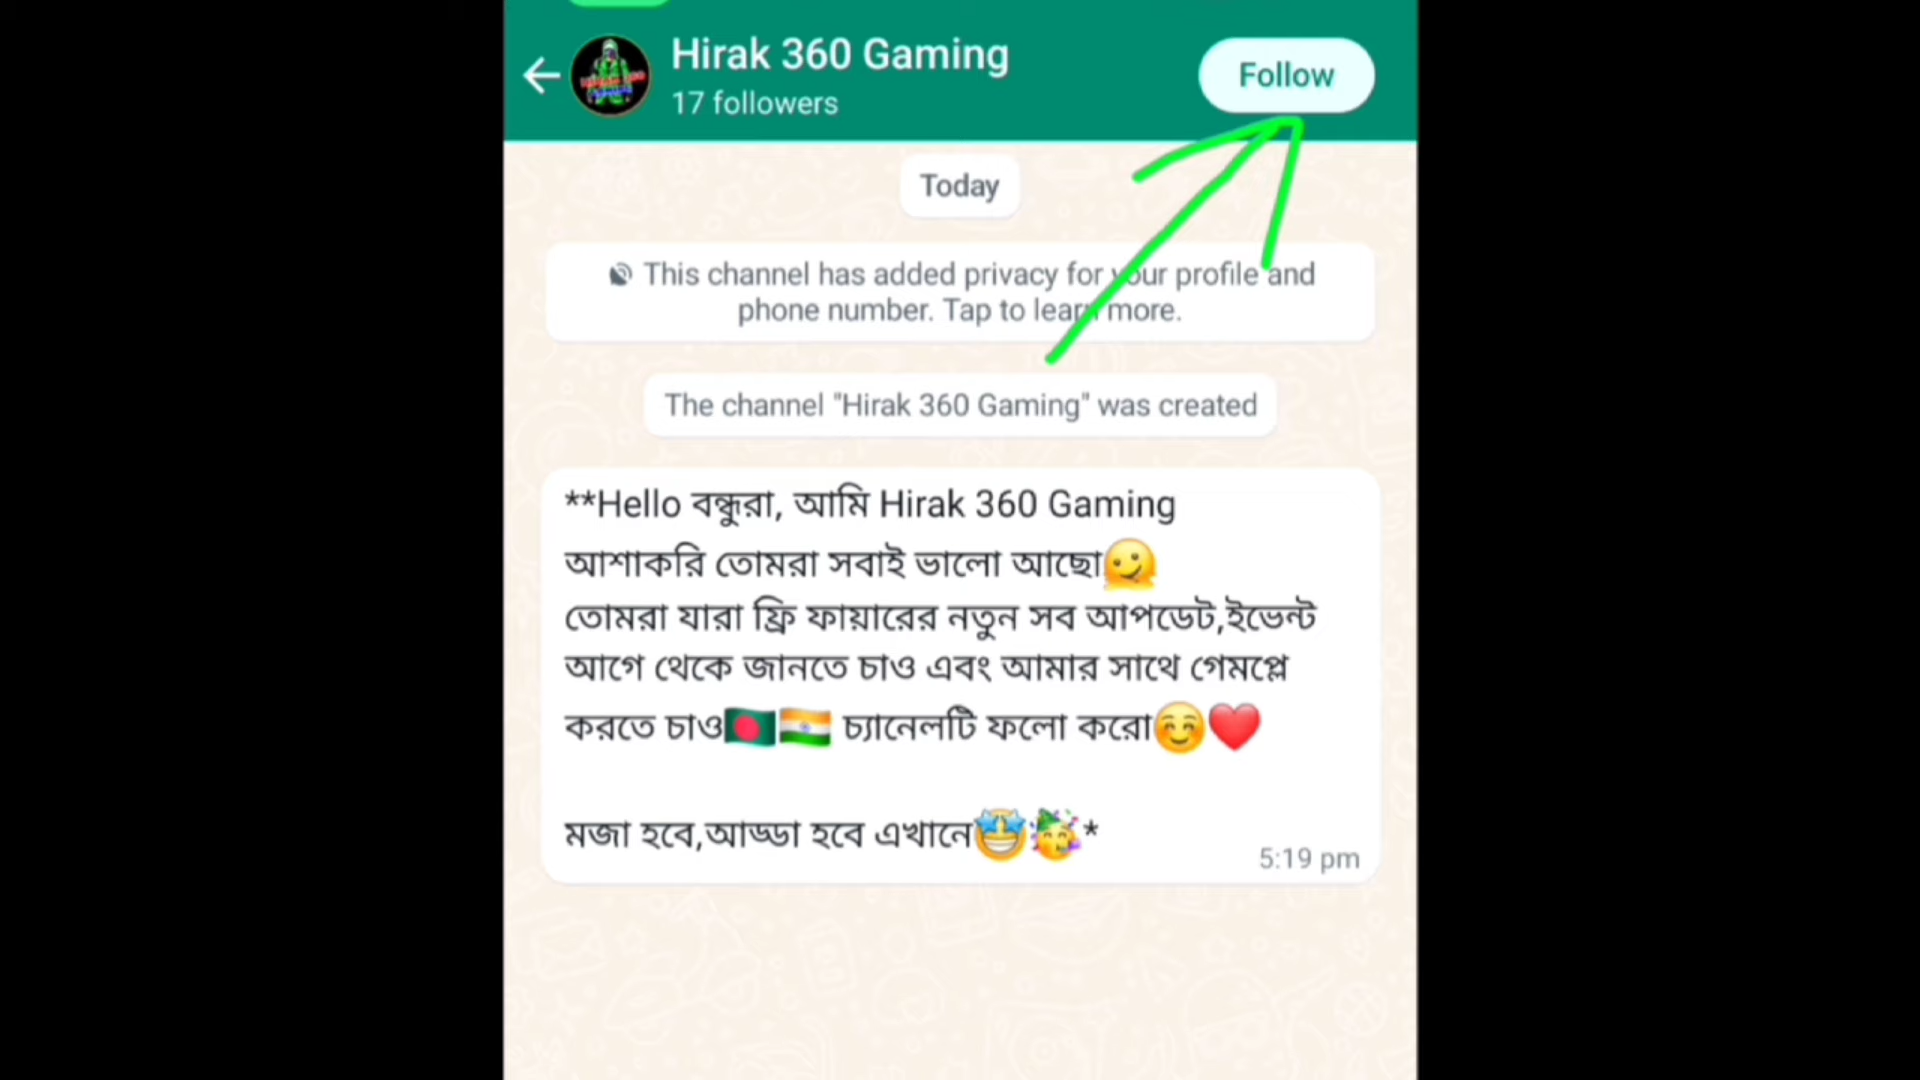 Hirak 360 Gaming
17 followers
Follow
Today
This channel has added privacy for your profile and
phone number. Tap to learn more.
The channel "Hirak 360 Gaming" was created
**Hello বন্ধুরা, আমি Hirak 360 Gaming
আশাকরি তোমরা সবাই ভালো আছো🫠
তোমরা যারা ফ্রি ফায়ারের নতুন সব আপডেট,ইভেন্ট
আগে থেকে জানতে চাও এবং আমার সাথে গেমপ্লে
করতে চাও🇧🇩🇮🇳 চ্যানেলটি ফলো করো☺️❤️
মজা হবে,আড্ডা হবে এখানে🤩🥳*
5:19 pm